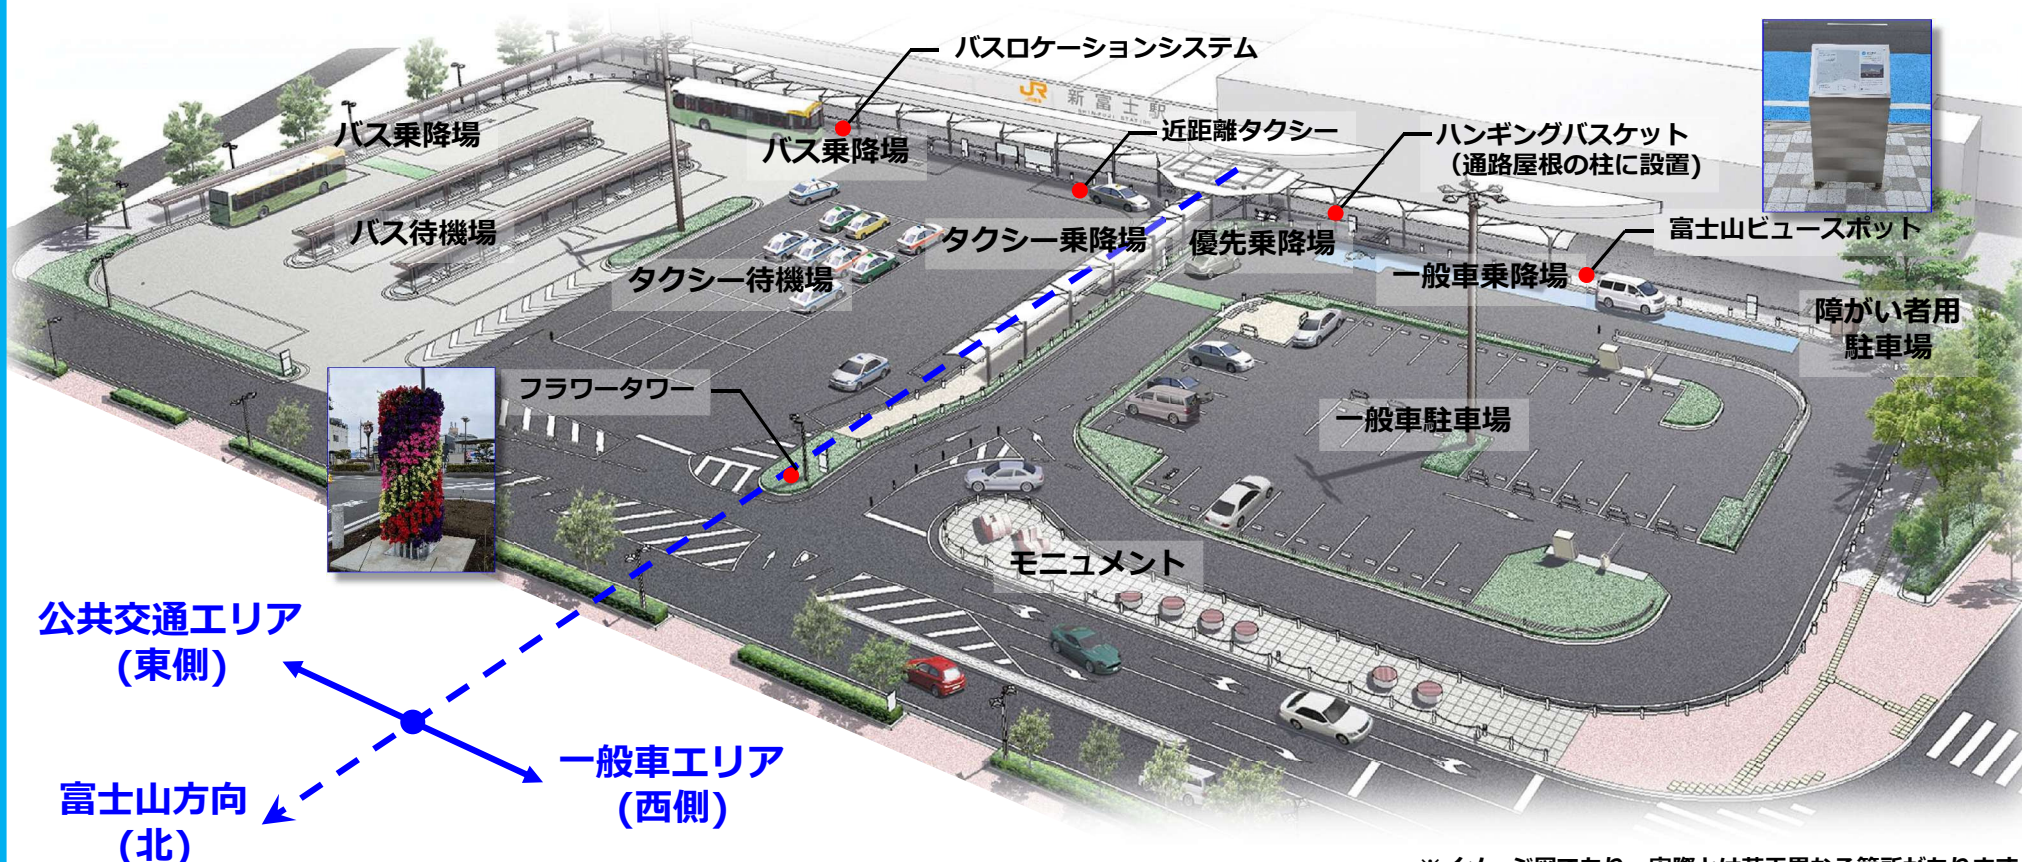 バスロケーションシステム
JR
新富士駅
近距離タクシー
ハンギングバスケット
(通路屋根の柱に設置)
バス乗降場
バス乗降場
バス待機場
タクシー乗降場
優先乗降場
富士山ビュースポット
タクシー待機場
一般車乗降場
障がい者用
駐車場
フラワータワー
一般車駐車場
モニュメント
公共交通エリア
(東側)
一般車エリア
(西側)
富士山方向
(北)